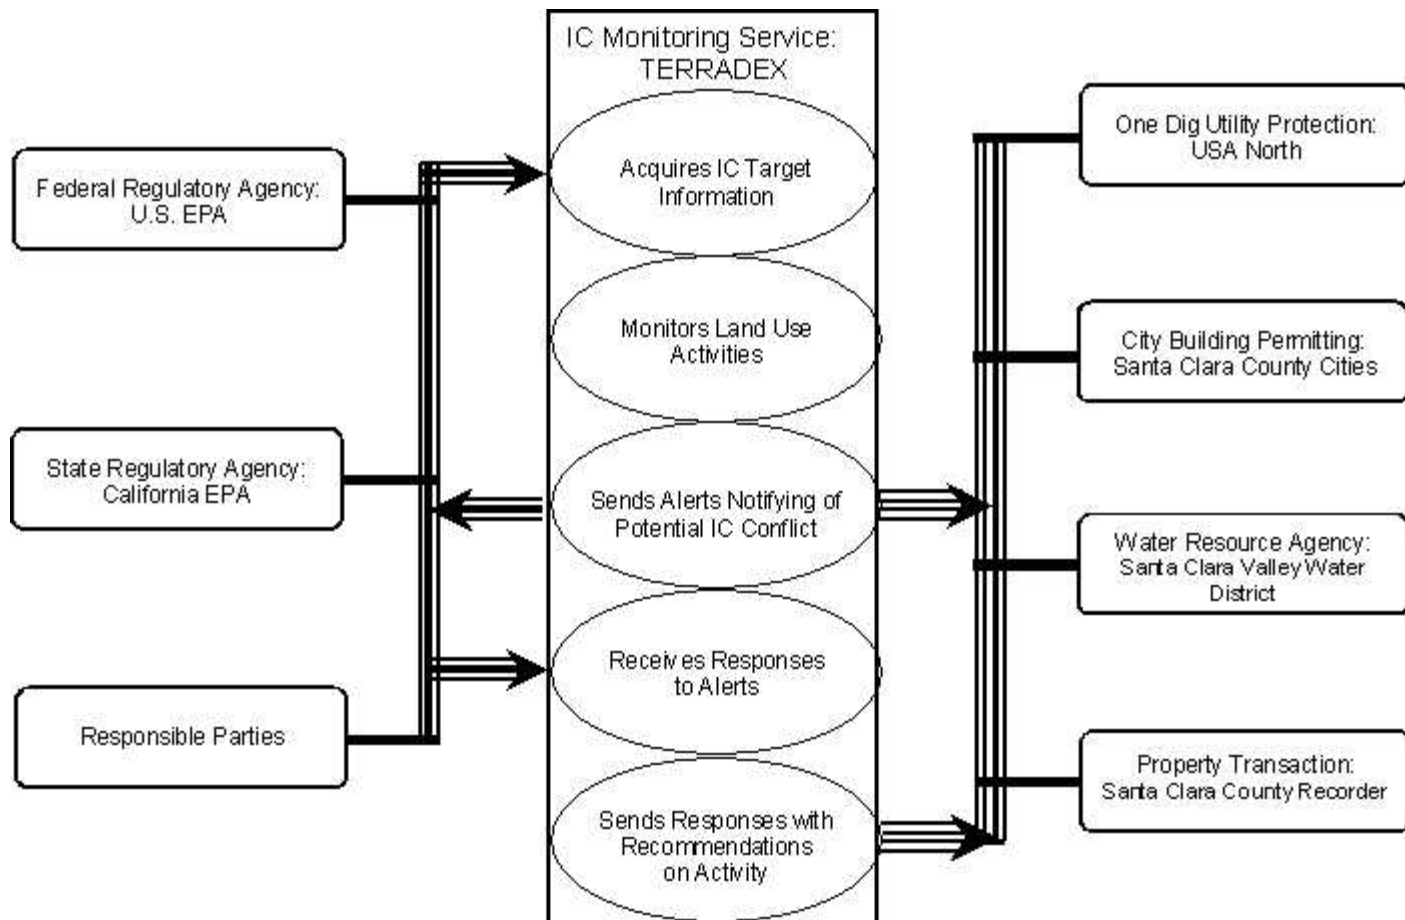 IC Monitoring Service:
TERRADEX
Federal Regulatory Agency:
U.S. EPA
State Regulatory Agency:
California EPA
Responsible Parties
Acquires IC Target
Information
Monitors Land Use
Activities
Sends Alerts Notifying of
Potential IC Conflict
Receives Responses
to Alerts
Sends Responses with
Recommendations
on Activity
One Dig Utility Protection:
USA North
City Building Permitting:
Santa Clara County Cities
Water Resource Agency:
Santa Clara Valley Water
District
Property Transaction:
Santa Clara County Recorder